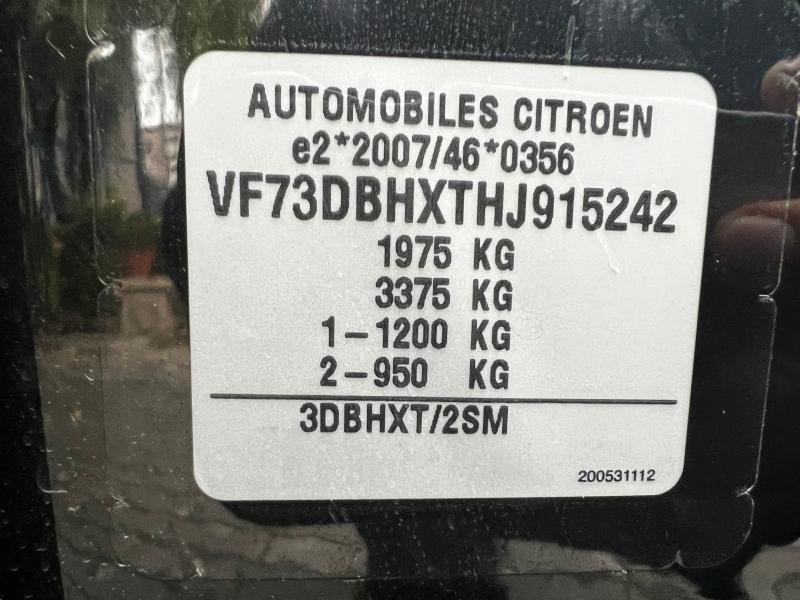 AUTOMOBILES CITROEN
e2*2007/46*0356
VF73DBHXTHJ915242
1975 KG
3375 KG
1-1200 KG
2-950 KG
3DBHXT/2SM
200531112